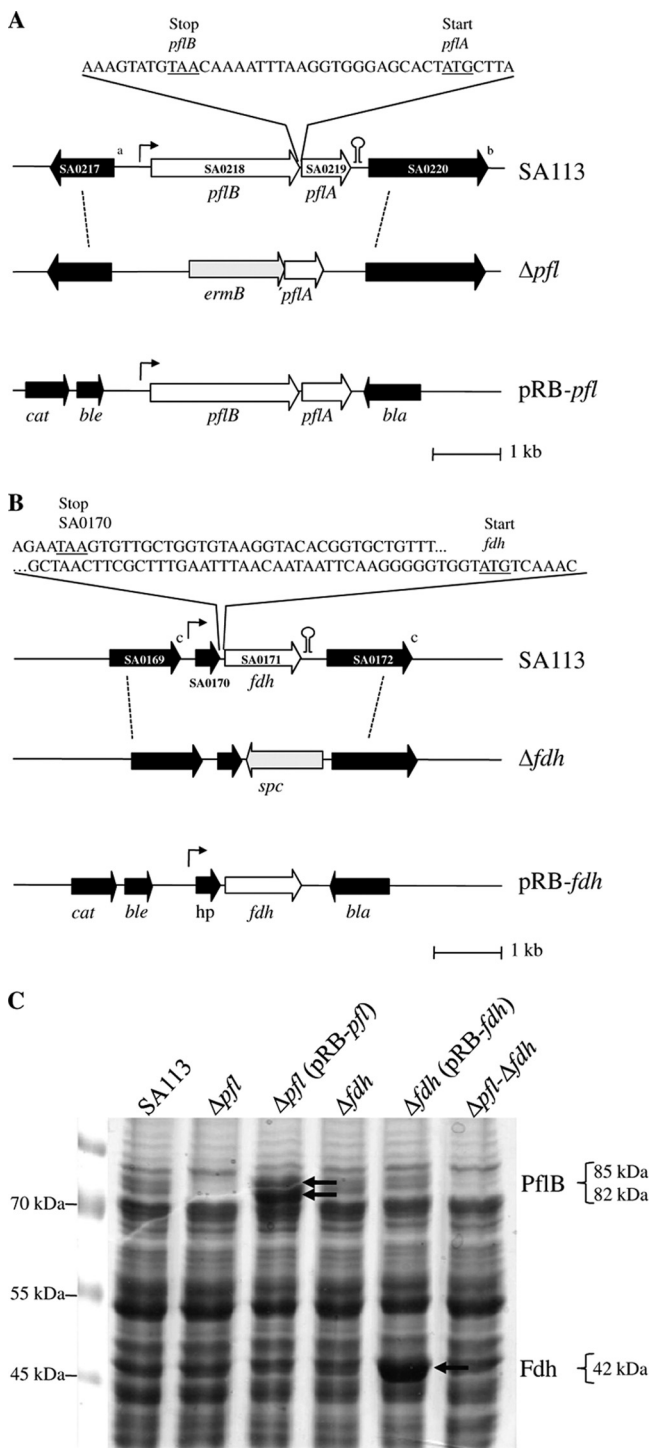 A
Stop
pflB
Start
pflA
AAAGTATGTAACAAAATTTAAGGTGGGAGCACTATGCTTA
SA0217 a SA0218 SA0219 SA0220 b SA113
pflB pflA
Δpfl
ermB 'pflA
pRB-pfl
cat ble pflB pflA bla
1 kb
B
Stop
SA0170
Start
fdh
AGAATAAGTGTTGCTGGTGTAAGGTACACGGTGCTGTTT...
...GCTAACTTCGCTTTGAATTTAACAATAATTCAAGGGGGTGGTATGTCAAAC
SA0169 c SA0171 SA0172 c SA113
SA0170 fdh
Δfdh
spc
pRB-fdh
cat ble hp fdh bla
1 kb
C
SA113 Δpfl Δpfl (pRB-pfl) Δfdh Δfdh (pRB-fdh) Δpfl-Δfdh
PflB 85 kDa
82 kDa
70 kDa
55 kDa
45 kDa Fdh 42 kDa